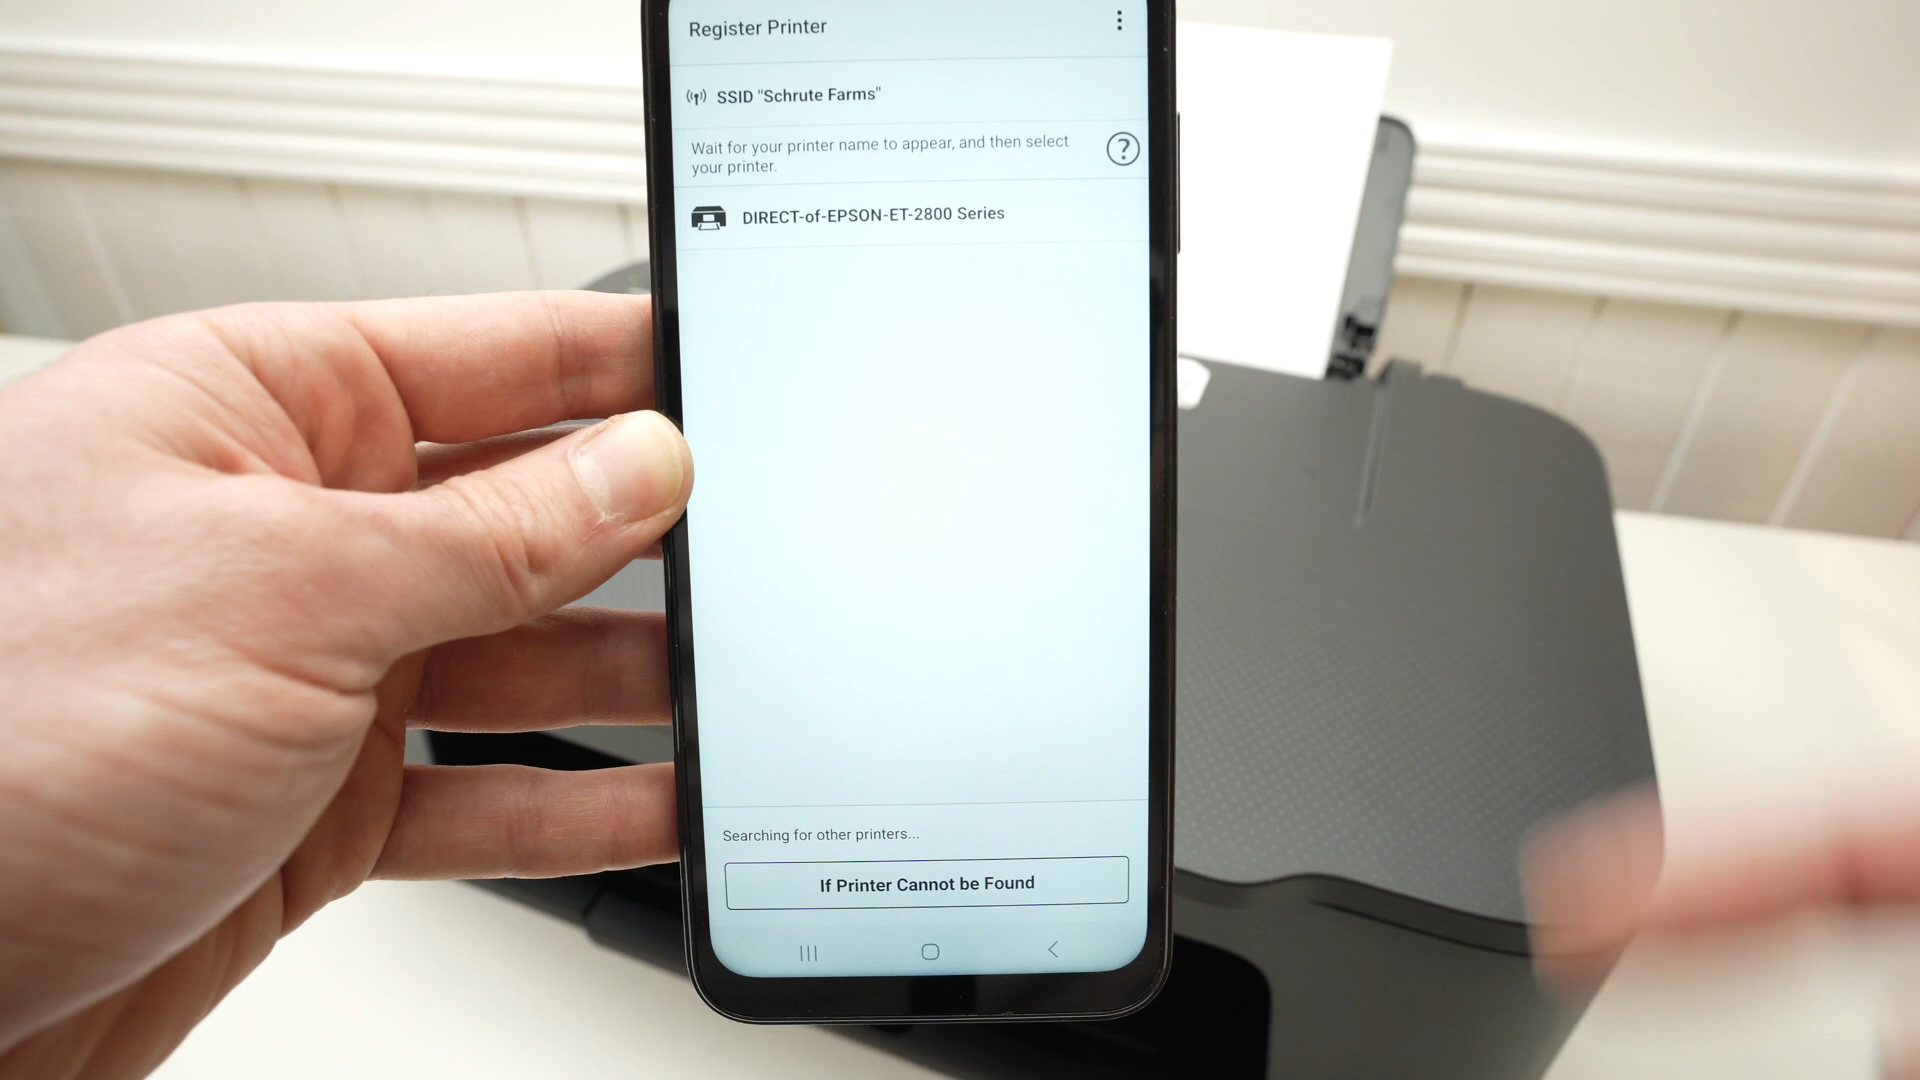 Register Printer
SSID "Schrute Farms"
Wait for your printer name to appear, and then select
your printer.
?
DIRECT-of-EPSON-ET-2800 Series
Searching for other printers...
If Printer Cannot be Found